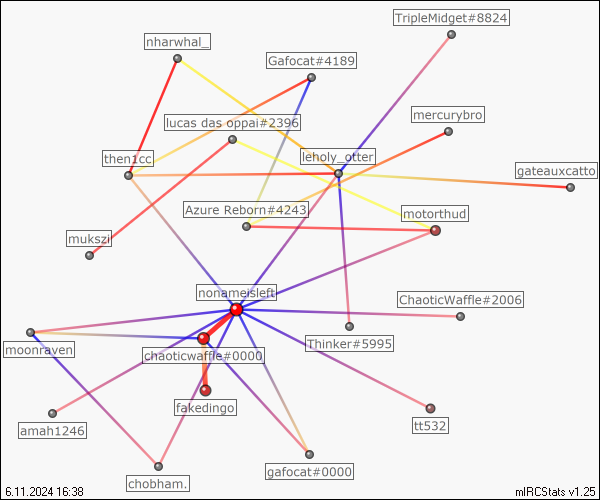 TripleMidget#8824
nharwhal_
Gafocat#4189
mercurybro
lucas das oppai#2396
then1cc
leholy_otter
gateauxcatto
Azure Reborn#4243
motorthud
mukszi
nonameisleft
ChaoticWaffle#2006
Thinker#5995
moonraven
chaoticwaffle#0000
fakedingo
tt532
amah1246
gafocat#0000
chobham.
6.11.2024 16:38
mIRCStats v1.25